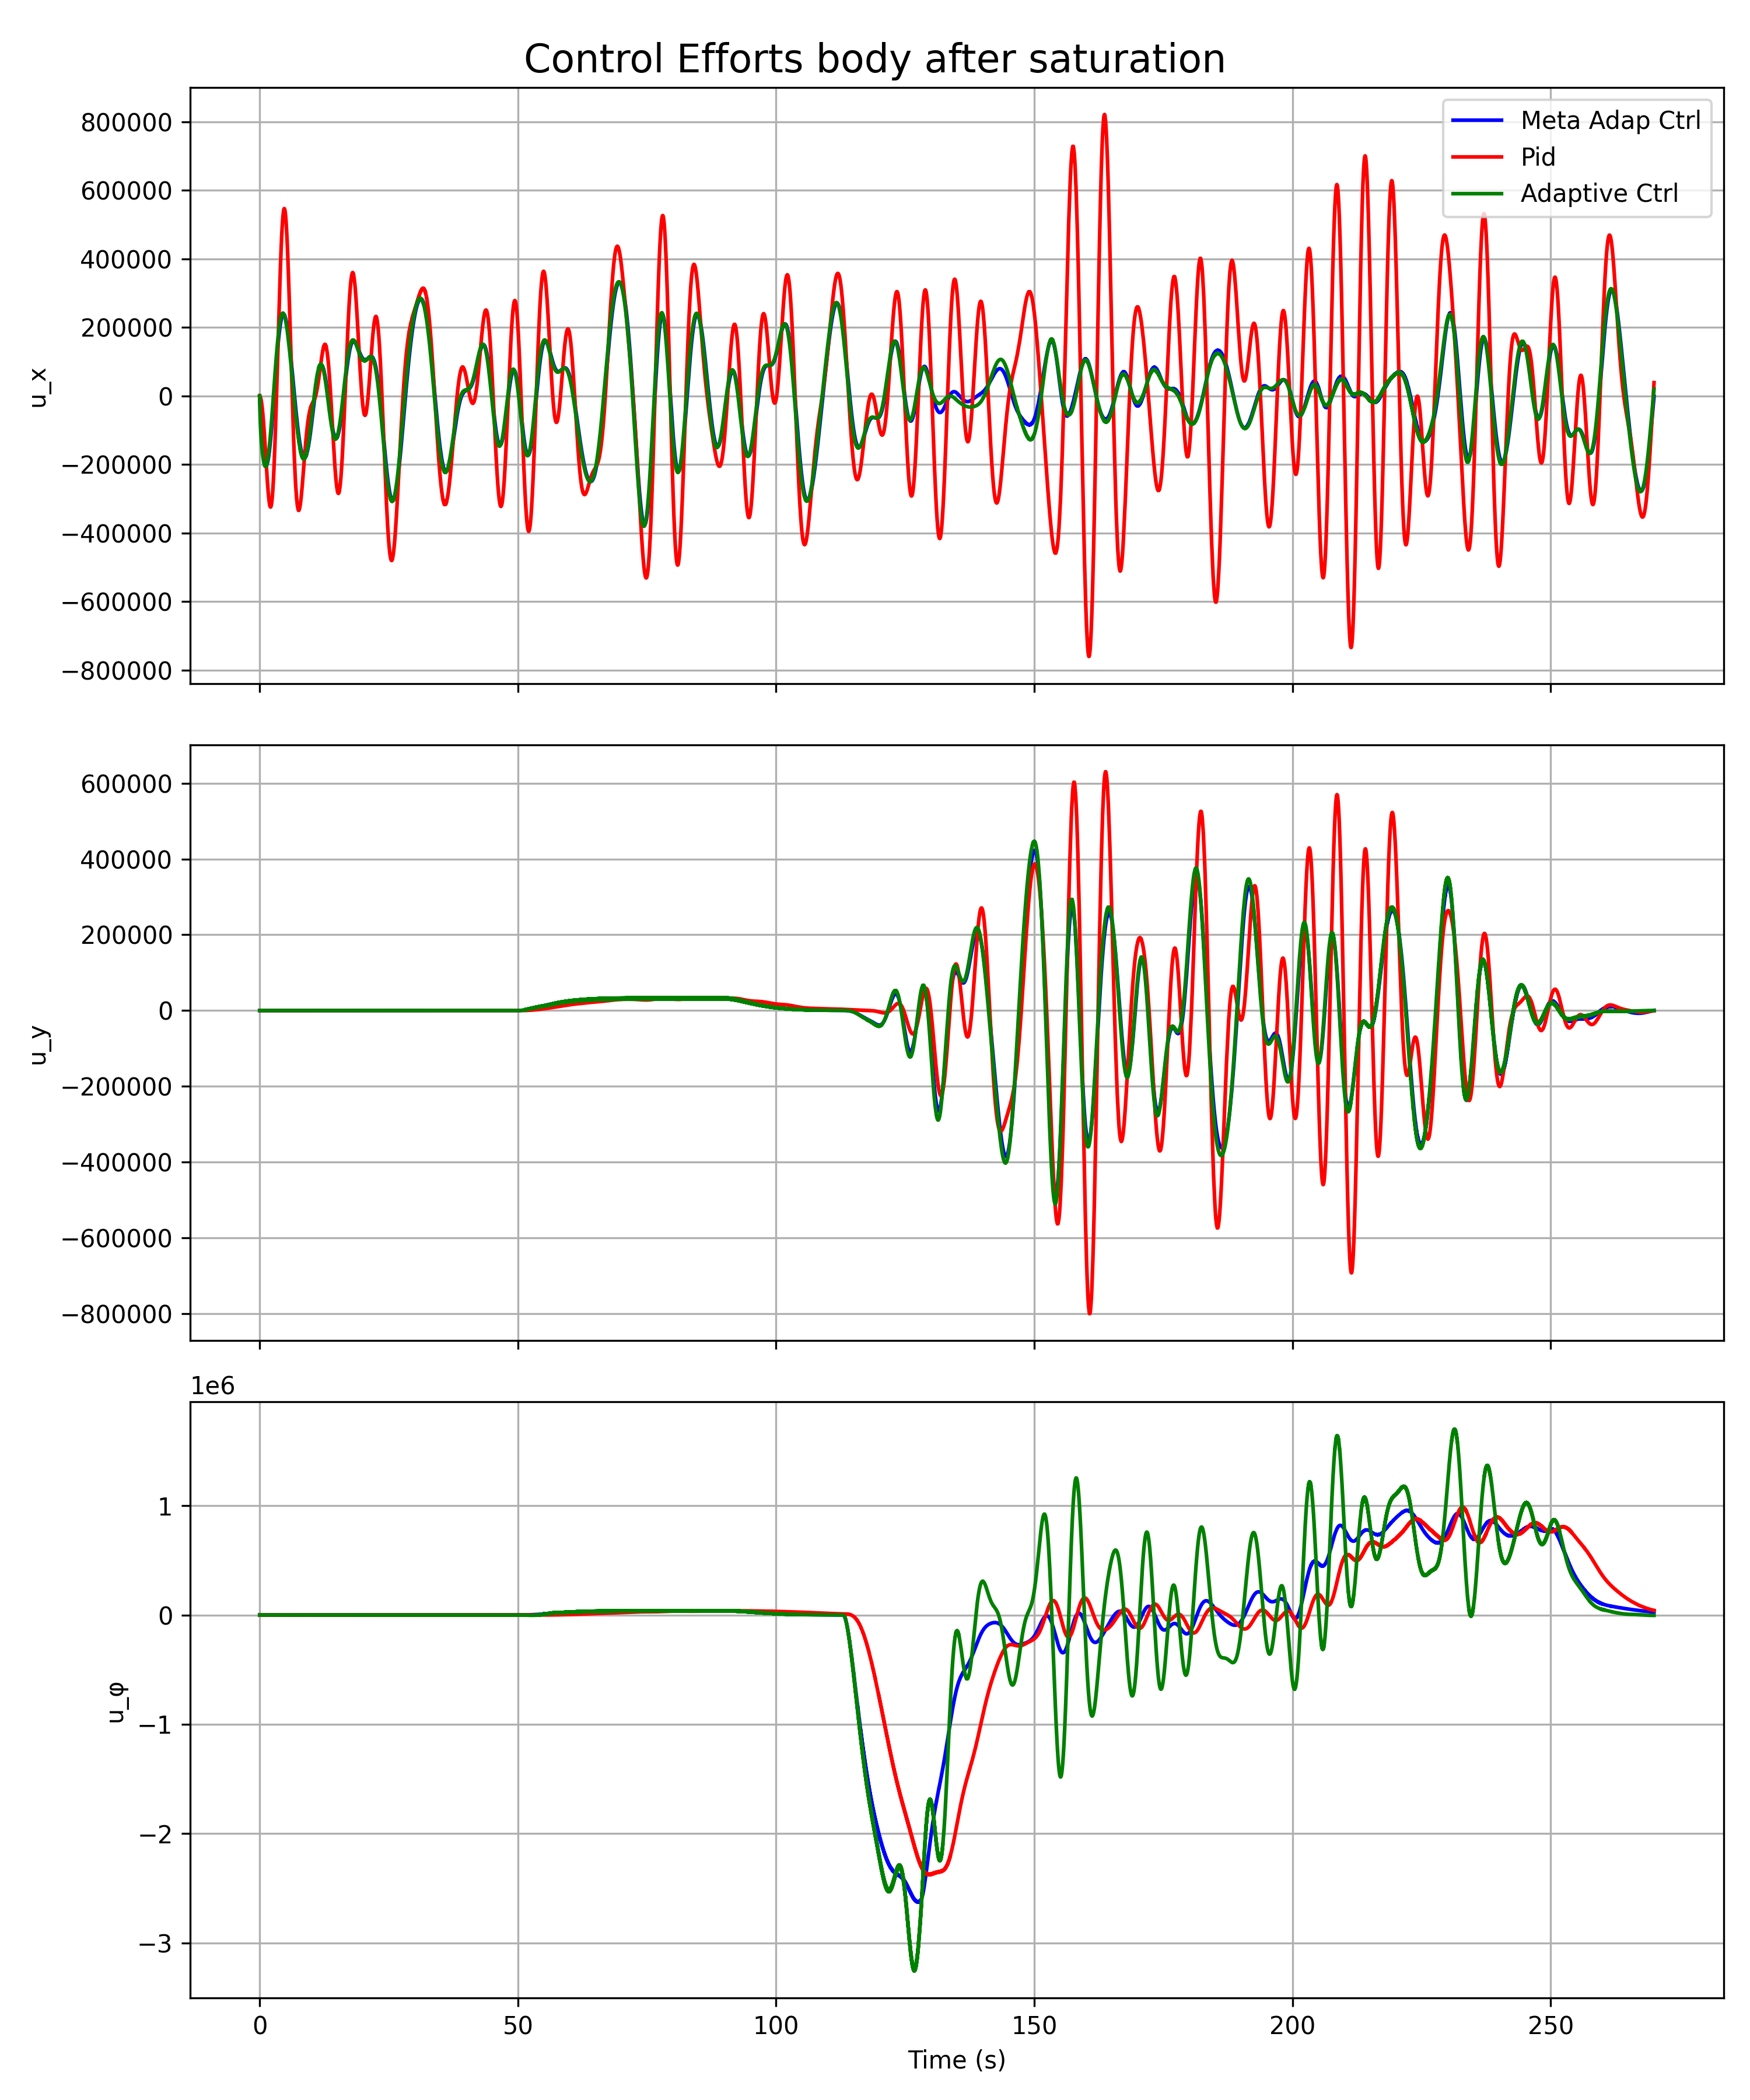 Control Efforts body after saturation
Meta Adap Ctrl
Pid
Adaptive Ctrl
800000
600000
400000
200000
0
−200000
−400000
−600000
−800000
u_x
600000
400000
200000
0
−200000
−400000
−600000
−800000
u_y
1e6
1
0
−1
−2
−3
u_φ
0 50 100 150 200 250
Time (s)